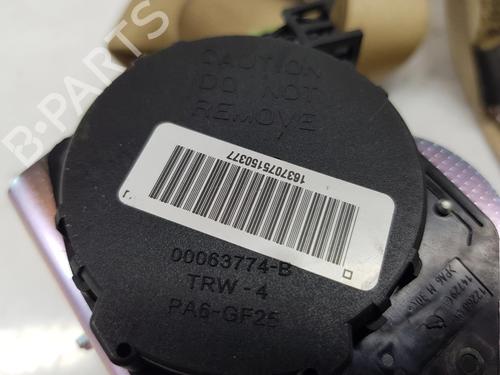 CAUTION
DO NOT
REMOVE
1637075150377
00063774-B
TRW-4
PA6-GF25
B-PARTS